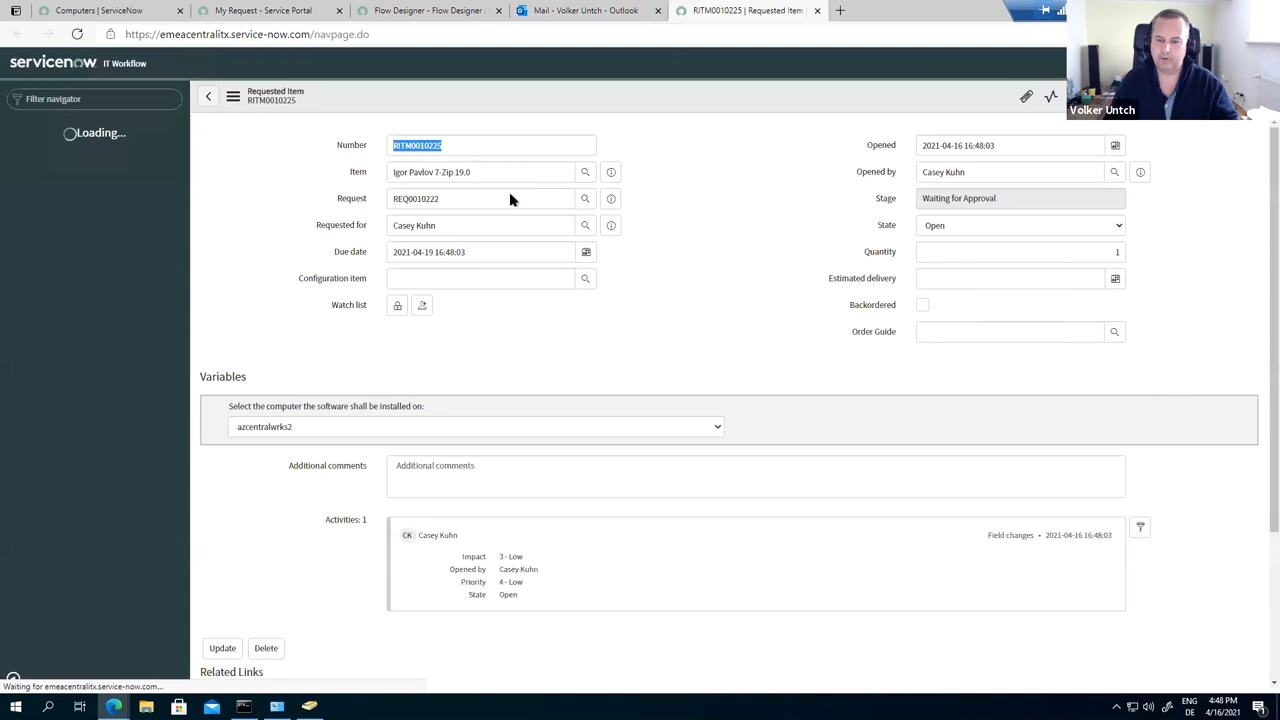 Computers | ServiceNow
My Request - Service Portal
Flow Designer - Flow Designer
Mail - Volker Untch - Outlook
RITM0010225 | Requested Item
https://emeacentralitx.service-now.com/navpage.do
servicenow IT Workflow
Volker Untch
Filter navigator
Loading...
Requested Item
RITM0010225
Number RITM0010225
Opened 2021-04-16 16:48:03
Item Igor Pavlov 7-Zip 19.0
Opened by Casey Kuhn
Request REQ0010222
Stage Waiting for Approval
Requested for Casey Kuhn
State Open
Due date 2021-04-19 16:48:03
Quantity 1
Configuration item
Estimated delivery
Watch list
Backordered
Order Guide
Variables
Select the computer the software shall be installed on:
azcentralwrks2
Additional comments Additional comments
Activities: 1
CK Casey Kuhn Field changes • 2021-04-16 16:48:03
Impact 3 - Low
Opened by Casey Kuhn
Priority 4 - Low
State Open
Update Delete
Related Links
Waiting for emeacentralitx.service-now.com...
ENG 4:48 PM
DE 4/16/2021